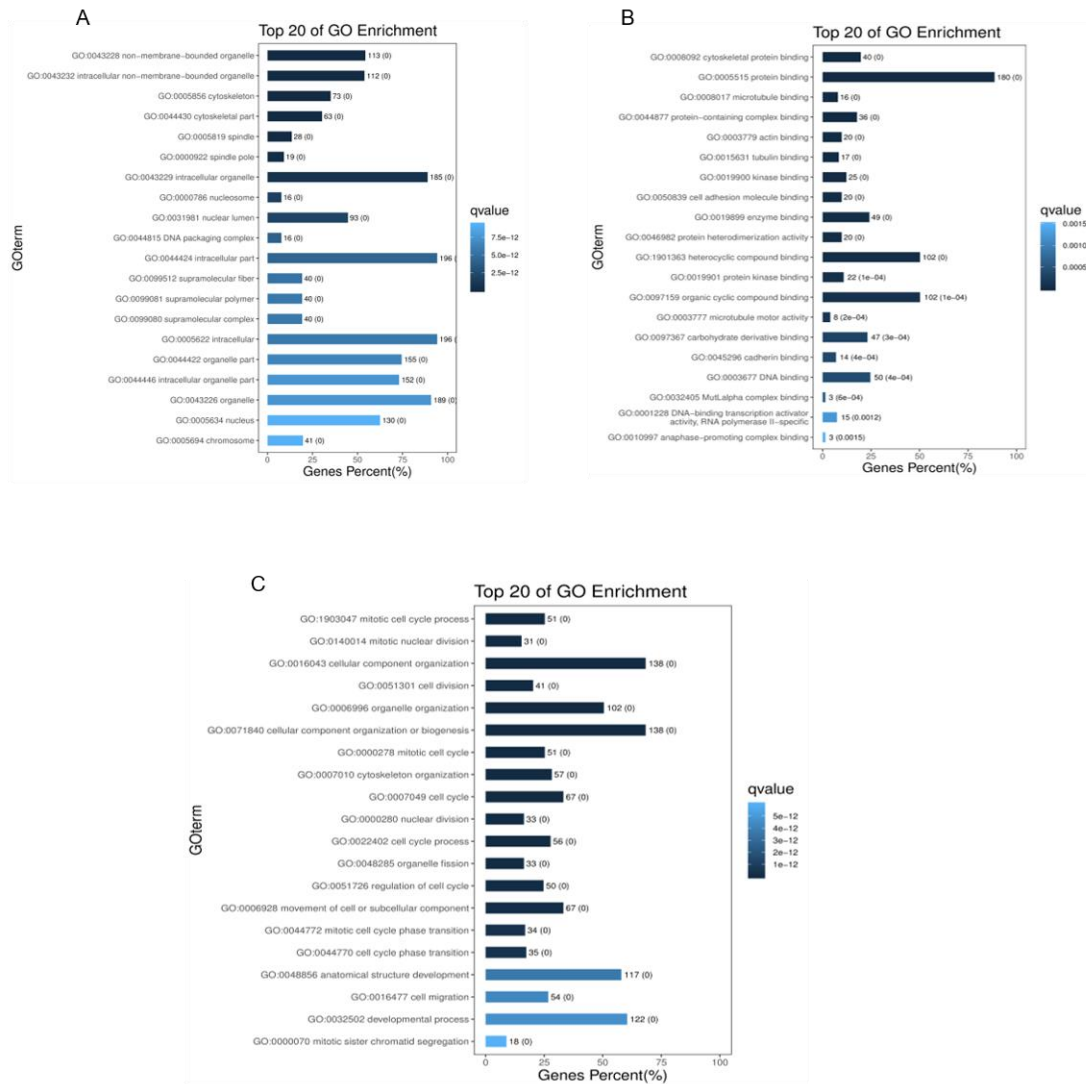 A
Top 20 of GO Enrichment
GO:0043228 non−membrane−bounded organelle 113 (0)
GO:0043232 intracellular non−membrane−bounded organelle 112 (0)
GO:0005856 cytoskeleton 73 (0)
GO:0044430 cytoskeletal part 63 (0)
GO:0005819 spindle 28 (0)
GO:0000922 spindle pole 19 (0)
GO:0043229 intracellular organelle 185 (0)
GO:0000786 nucleosome 16 (0)
GO:0031981 nuclear lumen 93 (0)
GO:0044815 DNA packaging complex 16 (0)
GO:0044424 intracellular part 196 (
GO:0099512 supramolecular fiber 40 (0)
GO:0099081 supramolecular polymer 40 (0)
GO:0099080 supramolecular complex 40 (0)
GO:0005622 intracellular 196 (
GO:0044422 organelle part 155 (0)
GO:0044446 intracellular organelle part 152 (0)
GO:0043226 organelle 189 (0)
GO:0005634 nucleus 130 (0)
GO:0005694 chromosome 41 (0)
GOterm
0 25 50 75 100
Genes Percent(%)
qvalue
7.5e−12
5.0e−12
2.5e−12
B
Top 20 of GO Enrichment
GO:0008092 cytoskeletal protein binding 40 (0)
GO:0005515 protein binding 180 (0)
GO:0008017 microtubule binding 16 (0)
GO:0044877 protein−containing complex binding 36 (0)
GO:0003779 actin binding 20 (0)
GO:0015631 tubulin binding 17 (0)
GO:0019900 kinase binding 25 (0)
GO:0050839 cell adhesion molecule binding 20 (0)
GO:0019899 enzyme binding 49 (0)
GO:0046982 protein heterodimerization activity 20 (0)
GO:1901363 heterocyclic compound binding 102 (0)
GO:0019901 protein kinase binding 22 (1e−04)
GO:0097159 organic cyclic compound binding 102 (1e−04)
GO:0003777 microtubule motor activity 8 (2e−04)
GO:0097367 carbohydrate derivative binding 47 (3e−04)
GO:0045296 cadherin binding 14 (4e−04)
GO:0003677 DNA binding 50 (4e−04)
GO:0032405 MutLalpha complex binding 3 (6e−04)
GO:0001228 DNA−binding transcription activator
activity, RNA polymerase II−specific 15 (0.0012)
GO:0010997 anaphase−promoting complex binding 3 (0.0015)
GOterm
0 25 50 75 100
Genes Percent(%)
qvalue
0.0015
0.0010
0.0005
C
Top 20 of GO Enrichment
GO:1903047 mitotic cell cycle process 51 (0)
GO:0140014 mitotic nuclear division 31 (0)
GO:0016043 cellular component organization 138 (0)
GO:0051301 cell division 41 (0)
GO:0006996 organelle organization 102 (0)
GO:0071840 cellular component organization or biogenesis 138 (0)
GO:0000278 mitotic cell cycle 51 (0)
GO:0007010 cytoskeleton organization 57 (0)
GO:0007049 cell cycle 67 (0)
GO:0000280 nuclear division 33 (0)
GO:0022402 cell cycle process 56 (0)
GO:0048285 organelle fission 33 (0)
GO:0051726 regulation of cell cycle 50 (0)
GO:0006928 movement of cell or subcellular component 67 (0)
GO:0044772 mitotic cell cycle phase transition 34 (0)
GO:0044770 cell cycle phase transition 35 (0)
GO:0048856 anatomical structure development 117 (0)
GO:0016477 cell migration 54 (0)
GO:0032502 developmental process 122 (0)
GO:0000070 mitotic sister chromatid segregation 18 (0)
GOterm
0 25 50 75 100
Genes Percent(%)
qvalue
5e−12
4e−12
3e−12
2e−12
1e−12